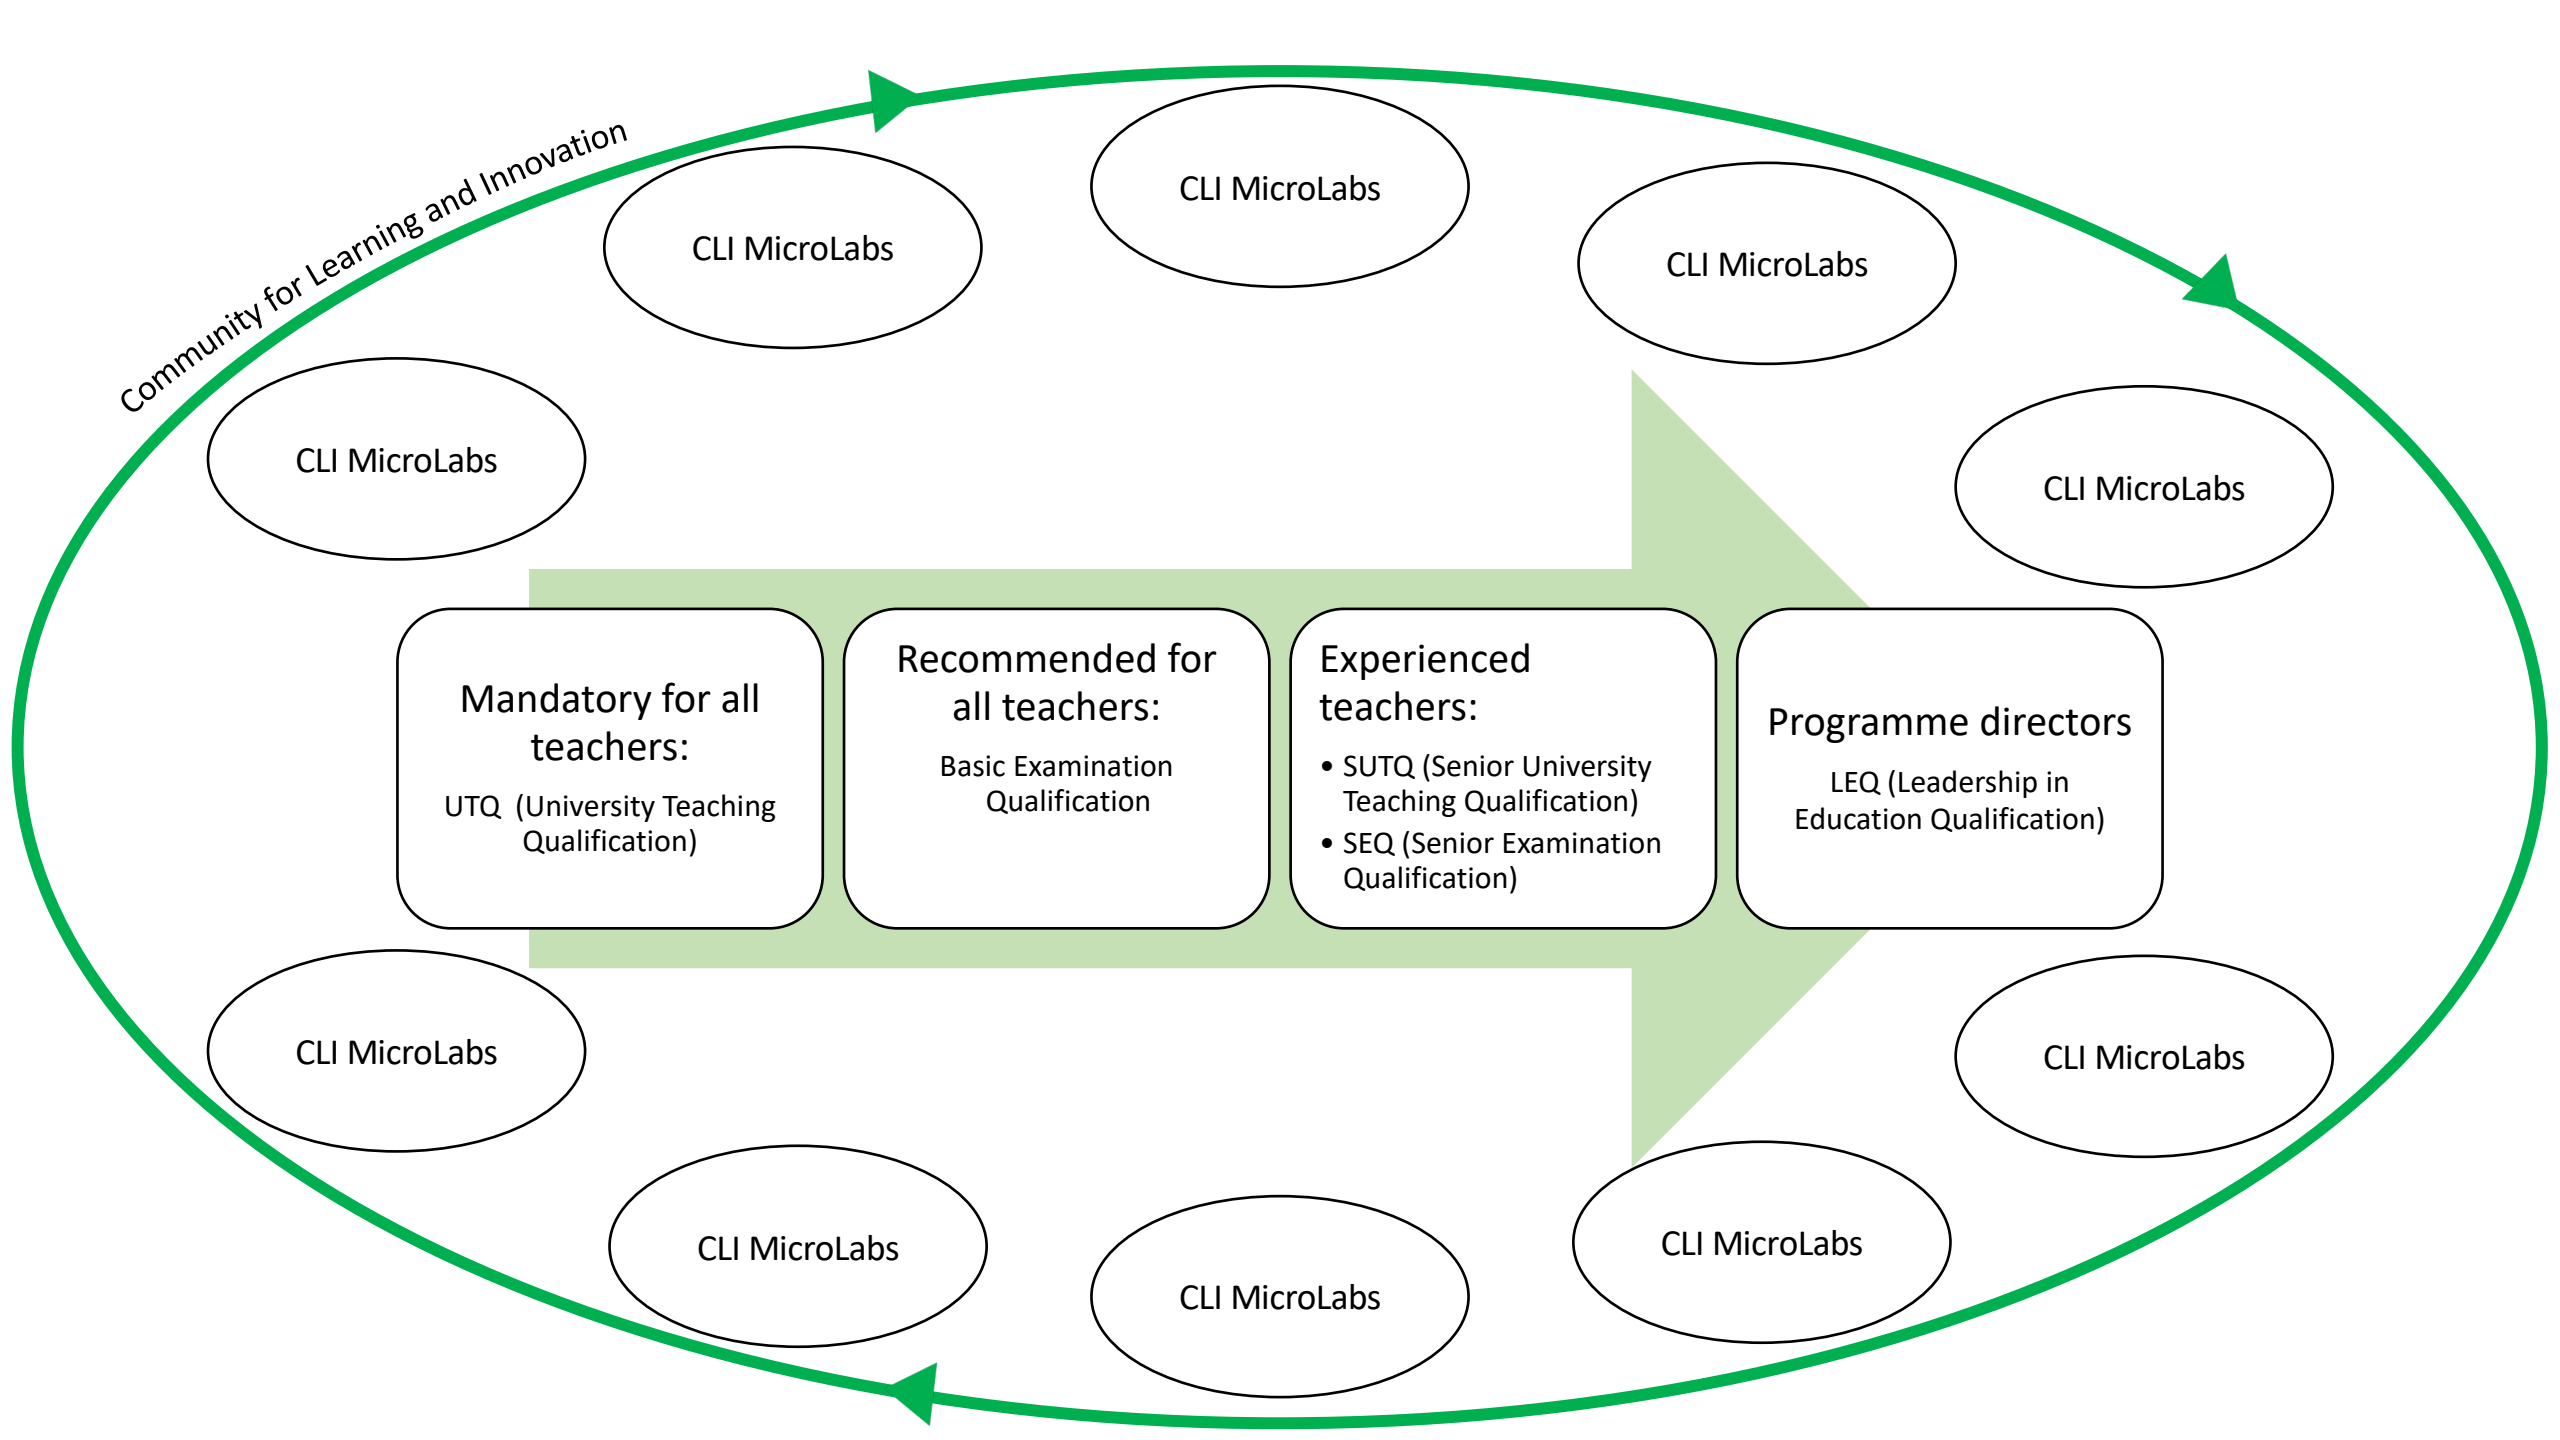 Community for Learning and Innovation
CLI MicroLabs
CLI MicroLabs
CLI MicroLabs
CLI MicroLabs
CLI MicroLabs
CLI MicroLabs
Mandatory for all
teachers:
UTQ  (University Teaching
Qualification)
Recommended for
all teachers:
Basic Examination
Qualification
Experienced
teachers:
• SUTQ (Senior University
Teaching Qualification)
• SEQ (Senior Examination
Qualification)
Programme directors
LEQ (Leadership in
Education Qualification)
CLI MicroLabs
CLI MicroLabs
CLI MicroLabs
CLI MicroLabs